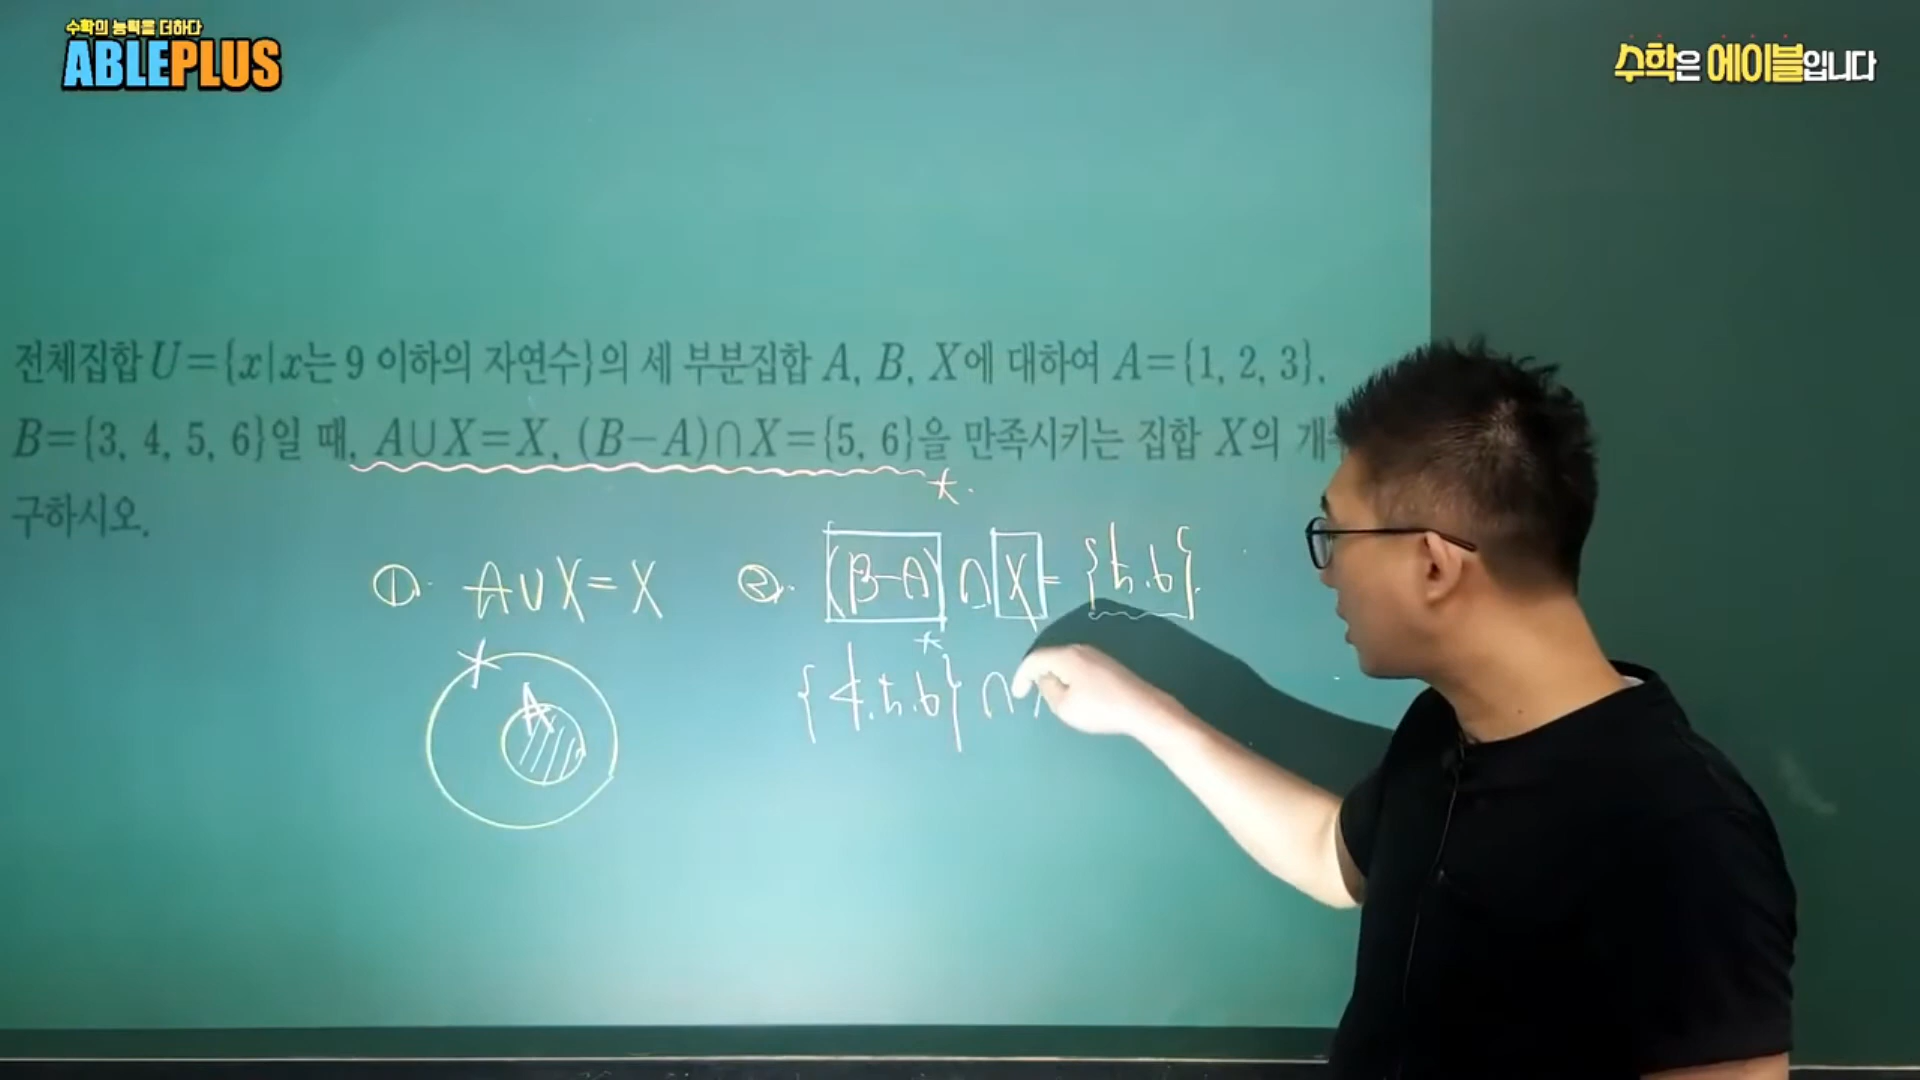 수학의 능력을 더하다
ABLEPLUS
수학은 에이블입니다
전체집합 U={x|x는 9 이하의 자연수}의 세 부분집합 A, B, X에 대하여 A={1, 2, 3},
B={3, 4, 5, 6}일 때, A∪X=X, (B−A)∩X={5, 6}을 만족시키는 집합 X의
구하시오.
① A∪X=X ② (B−A)∩X={5.6}
X
A
{4.5.6}∩